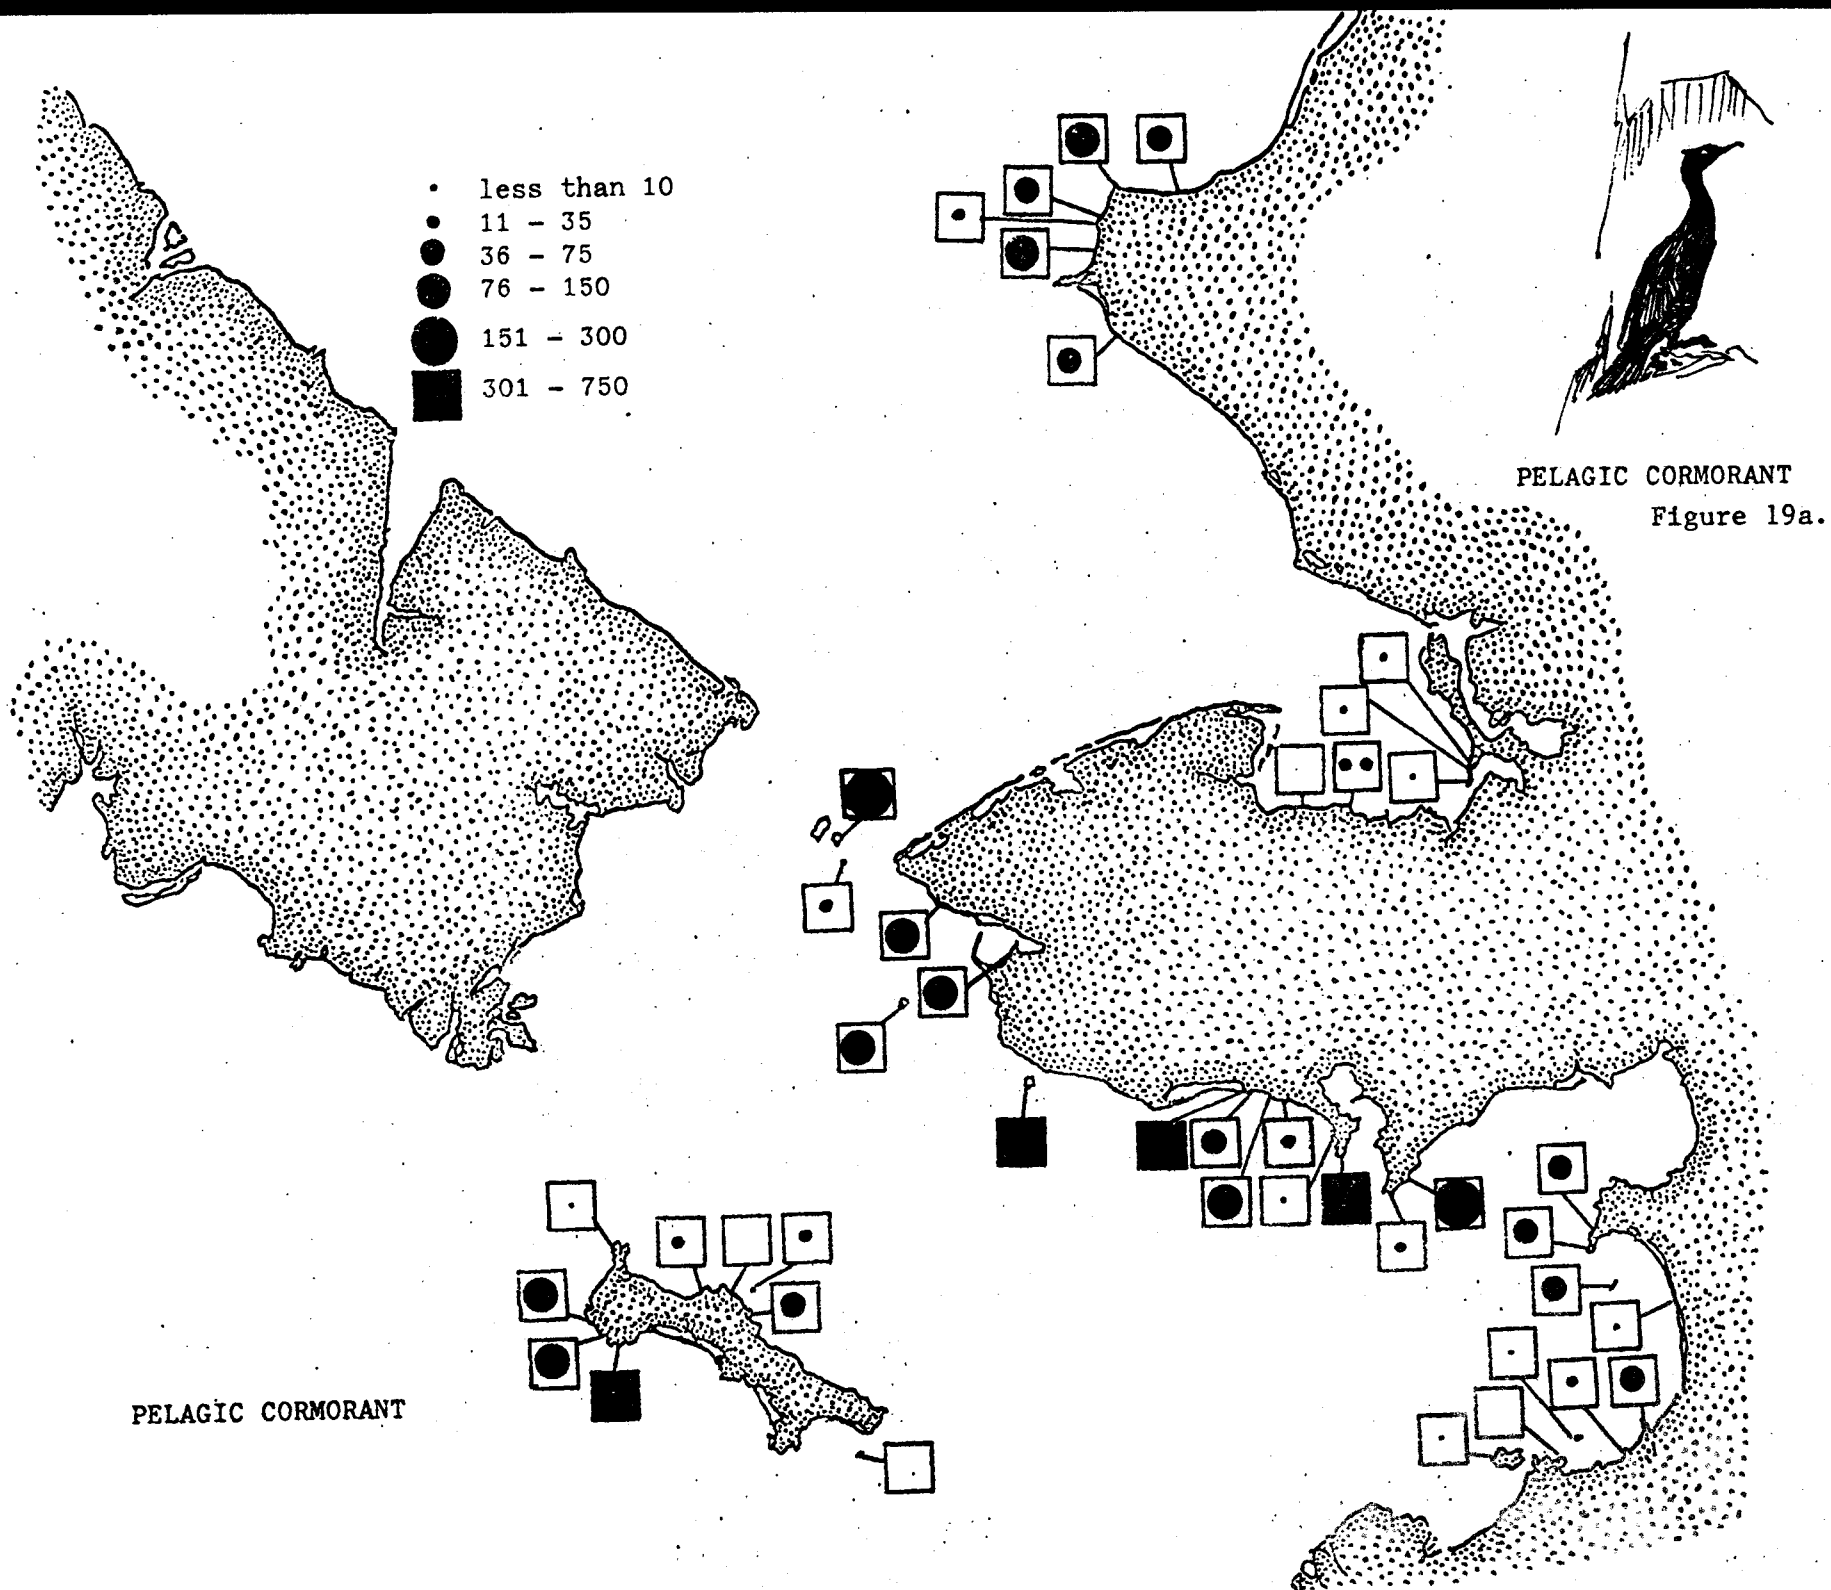 less than 10
11 – 35
36 – 75
76 – 150
151 – 300
301 – 750
PELAGIC CORMORANT
Figure 19a.
PELAGIC CORMORANT